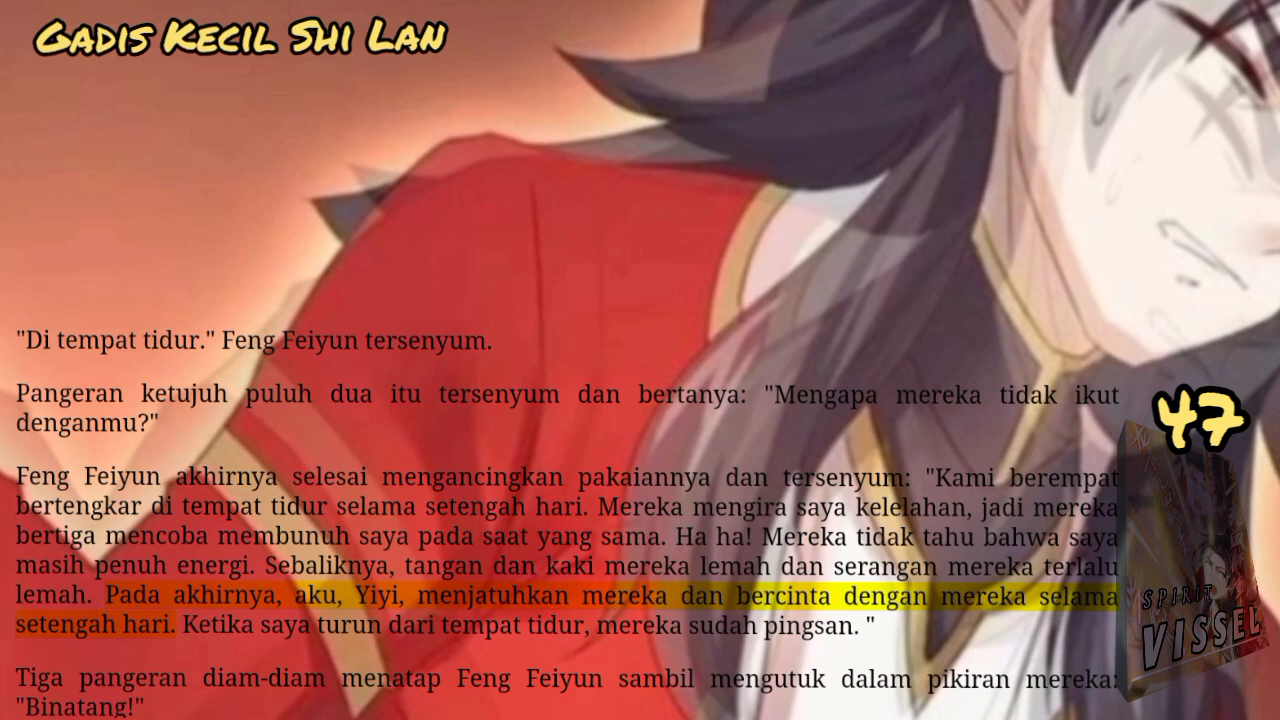 Gadis Kecil Shi Lan
"Di tempat tidur." Feng Feiyun tersenyum.
Pangeran ketujuh puluh dua itu tersenyum dan bertanya: "Mengapa mereka tidak ikut
denganmu?"
Feng Feiyun akhirnya selesai mengancingkan pakaiannya dan tersenyum: "Kami berempat
bertengkar di tempat tidur selama setengah hari. Mereka mengira saya kelelahan, jadi mereka
bertiga mencoba membunuh saya pada saat yang sama. Ha ha! Mereka tidak tahu bahwa saya
masih penuh energi. Sebaliknya, tangan dan kaki mereka lemah dan serangan mereka terlalu
lemah. Pada akhirnya, aku, Yiyi, menjatuhkan mereka dan bercinta dengan mereka selama
setengah hari. Ketika saya turun dari tempat tidur, mereka sudah pingsan. "
Tiga pangeran diam-diam menatap Feng Feiyun sambil mengutuk dalam pikiran mereka:
"Binatang!"
47
SPIRIT
VISSEL